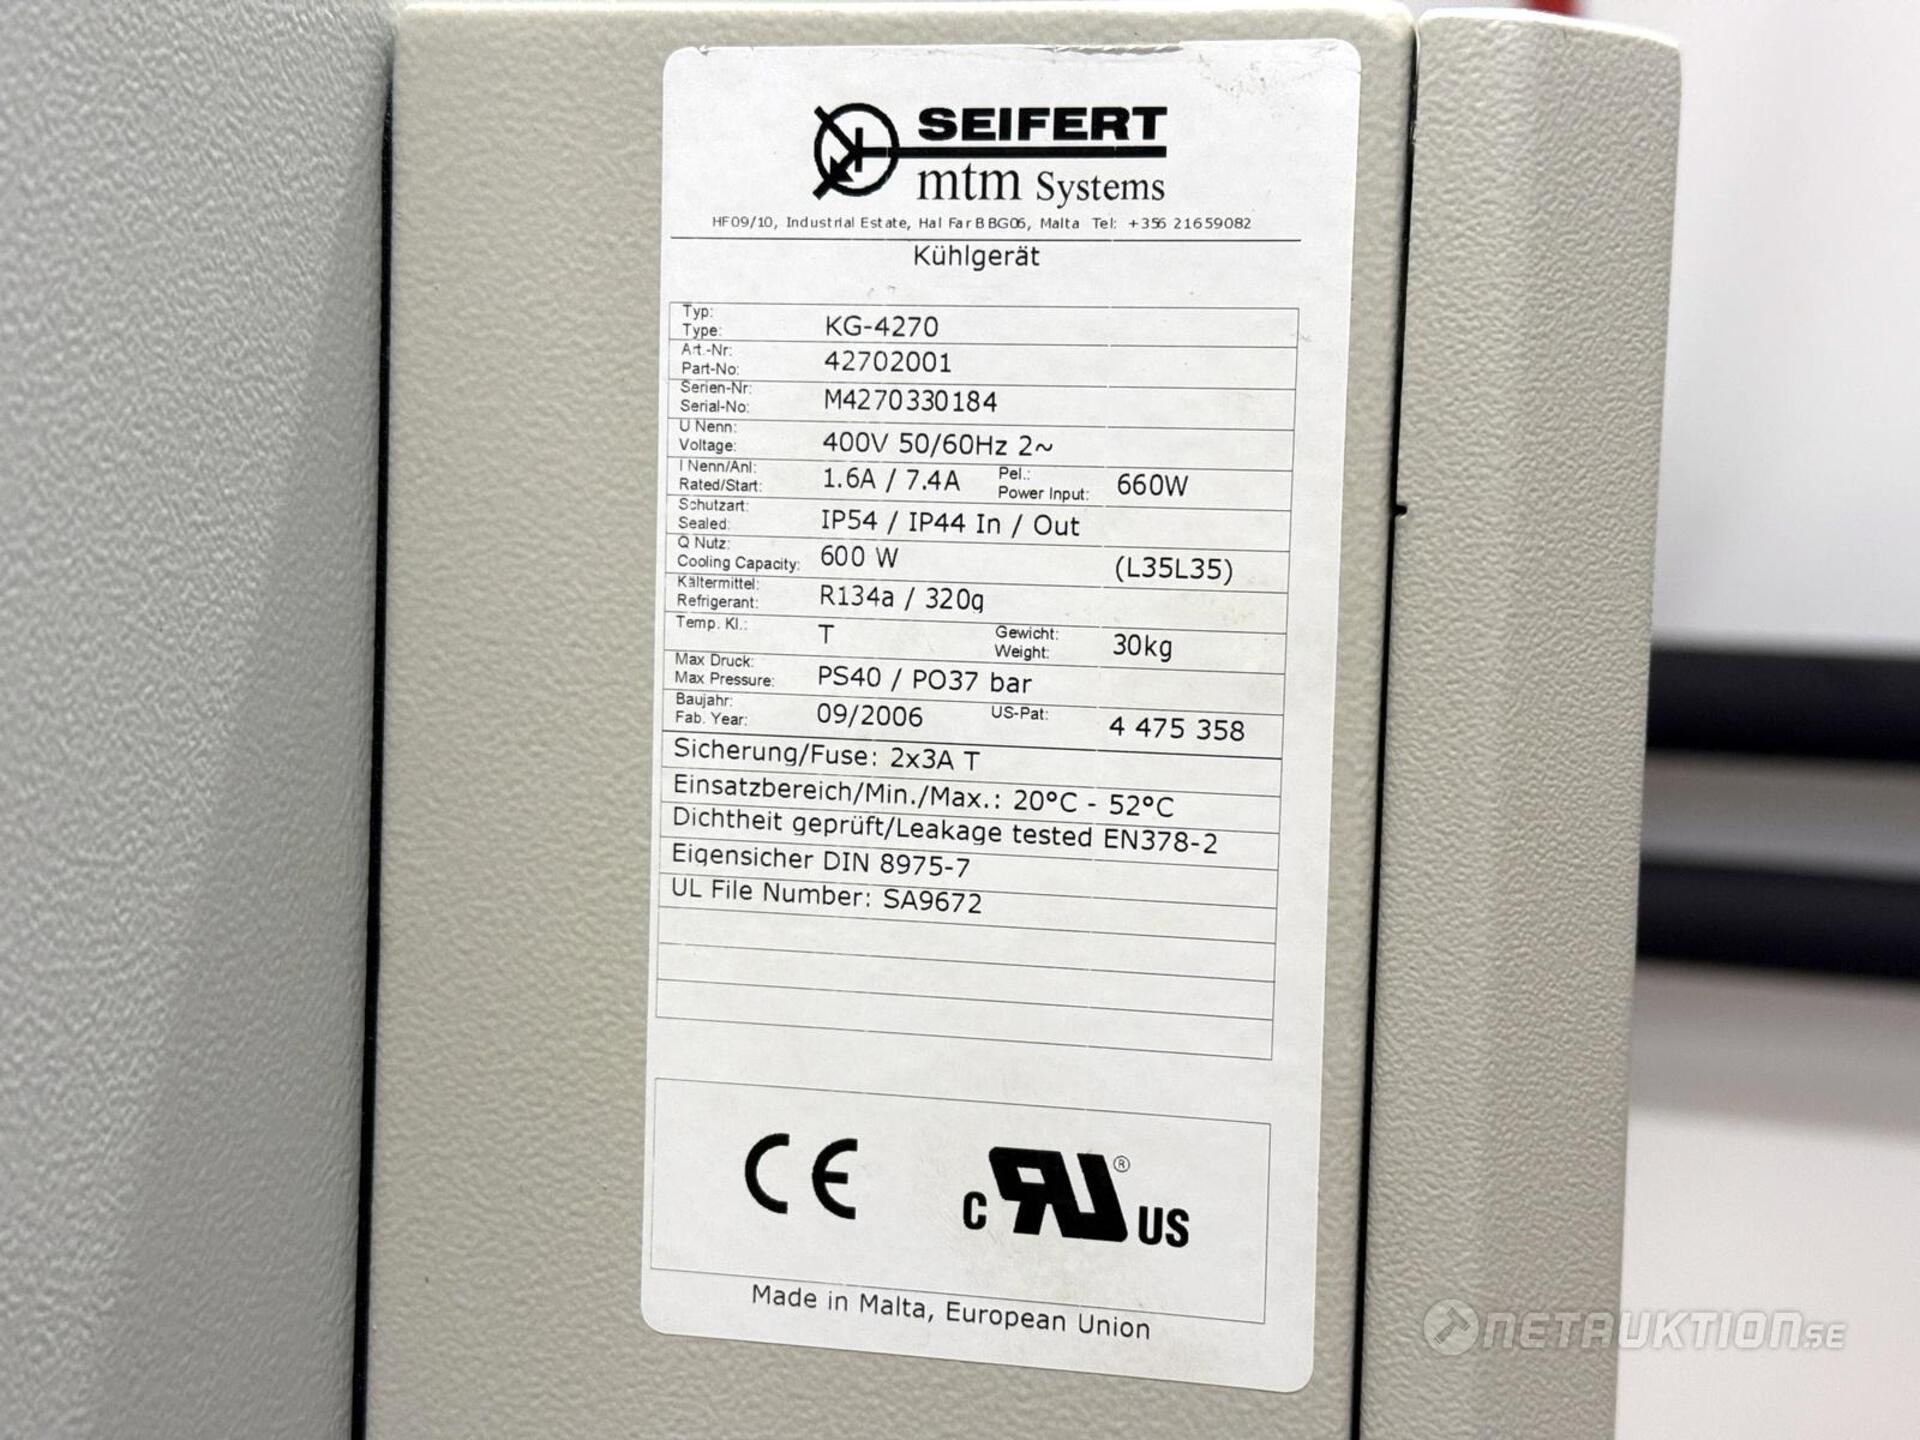 SEIFERT
mtm Systems
HF09/10, Industrial Estate, Hal Far BBG06, Malta Tel: +356 21659082
Kühlgerät
Typ:
Type: KG-4270
Art.-Nr:
Part-No: 42702001
Serien-Nr:
Serial-No: M4270330184
U Nenn:
Voltage: 400V 50/60Hz 2~
I Nenn/Anl: Pel.:
Rated/Start: 1.6A / 7.4A Power Input: 660W
Schutzart:
Sealed: IP54 / IP44 In / Out
Q Nutz:
Cooling Capacity: 600 W (L35L35)
Kältermittel:
Refrigerant: R134a / 320g
Temp. Kl.: T Gewicht:
Weight: 30kg
Max Druck:
Max Pressure: PS40 / PO37 bar
Baujahr:
Fab. Year: 09/2006 US-Pat: 4 475 358
Sicherung/Fuse: 2x3A T
Einsatzbereich/Min./Max.: 20°C - 52°C
Dichtheit geprüft/Leakage tested EN378-2
Eigensicher DIN 8975-7
UL File Number: SA9672
CE c RU ® US
Made in Malta, European Union
NETAUKTION.SE